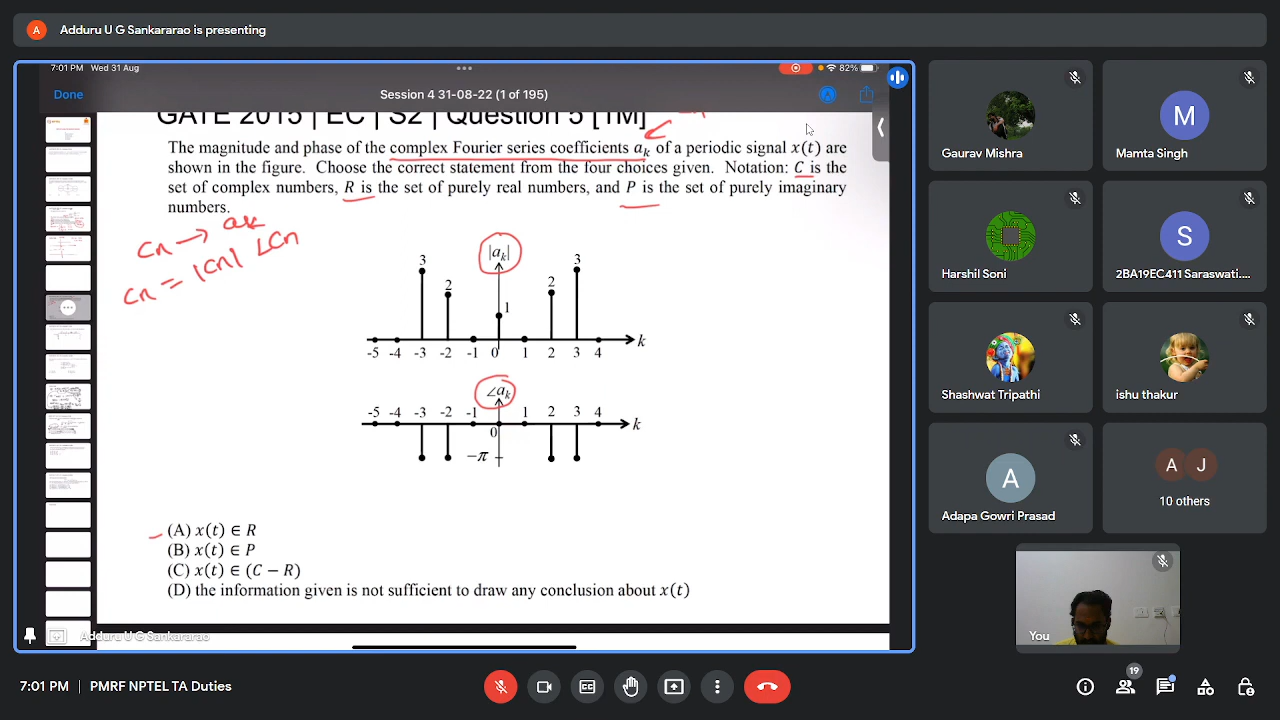 A Adduru U G Sankararao is presenting
7:01 PM Wed 31 Aug
82%
Done
Session 4 31-08-22 (1 of 195)
GATE 2015 | EC | S2 | Question 5 [1M]
The magnitude and phase of the complex Fourier series coefficients aₖ of a periodic signal x(t) are
shown in the figure. Choose the correct statement from the four choices given. Notation: C is the
set of complex numbers, R is the set of purely real numbers, and P is the set of purely imaginary
numbers.
cn → ak
cn = |cn| ∠cn
|aₖ|
3 2 1 2 3
-5 -4 -3 -2 -1 0 1 2 3 4 k
∠aₖ
-5 -4 -3 -2 -1 0 1 2 3 4 k
−π
(A) x(t) ∈ R
(B) x(t) ∈ P
(C) x(t) ∈ (C − R)
(D) the information given is not sufficient to draw any conclusion about x(t)
Adduru U G Sankararao
Gaurav Mishra
M
Mamta Singh
Harshil Soni
S
2BA19EC411 Saraswati....
Shashwat Tripathi
ishu thakur
A
Adapa Gowri Prasad
A J
10 others
You
7:01 PM | PMRF NPTEL TA Duties
19